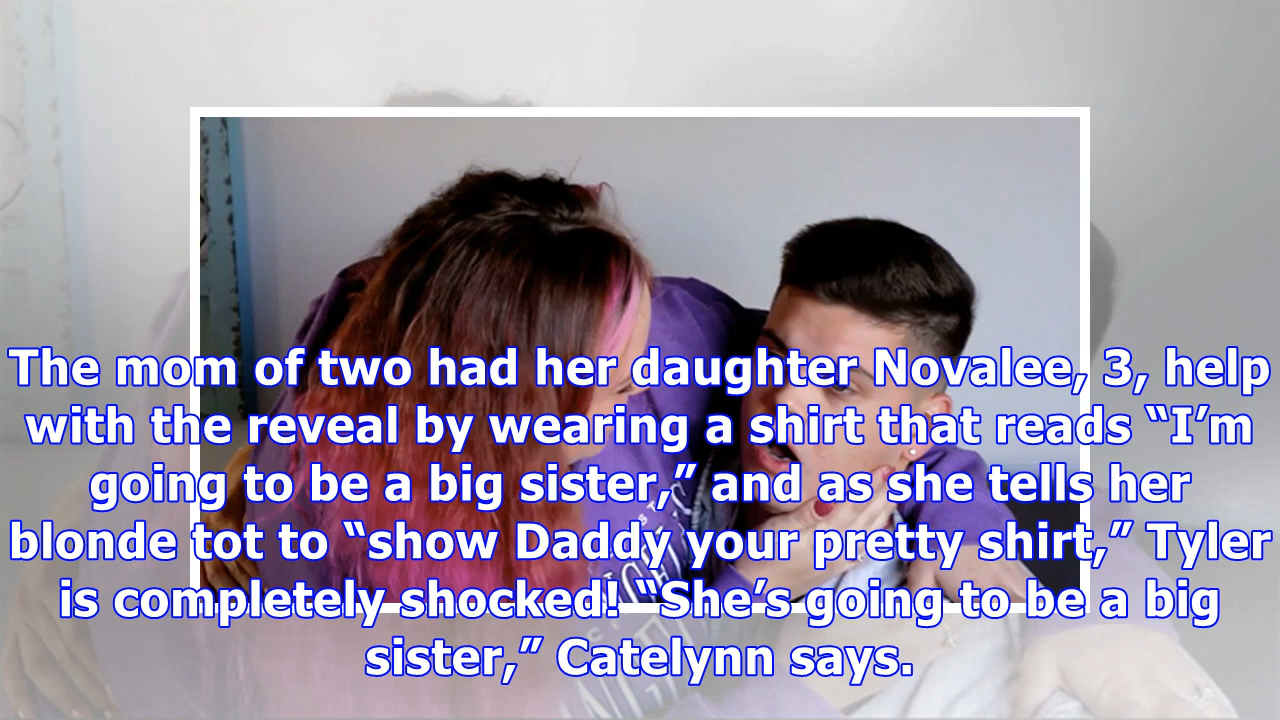 The mom of two had her daughter Novalee, 3, help
with the reveal by wearing a shirt that reads “I’m
going to be a big sister,” and as she tells her
blonde tot to “show Daddy your pretty shirt,” Tyler
is completely shocked! “She’s going to be a big
sister,” Catelynn says.